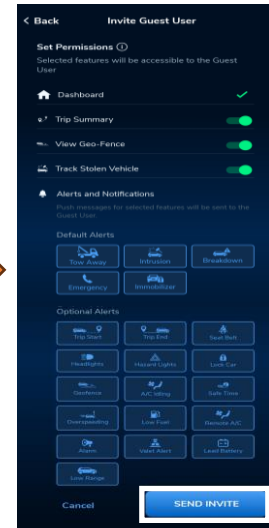 < Back Invite Guest User
Set Permissions ⓘ
Selected features will be accessible to the Guest
User
Dashboard
Trip Summary
View Geo-Fence
Track Stolen Vehicle
Alerts and Notifications
Push messages for selected features will be sent to the
Guest User.
Default Alerts
Tow Away Intrusion Breakdown
Emergency Immobilizer
Optional Alerts
Trip Start Trip End Seat Belt
Headlights Hazard Lights Lock Car
Geofence A/C Idling Safe Time
Overspeeding Low Fuel Remote A/C
Alarm Valet Alert Lead Battery
Low Range
Cancel SEND INVITE